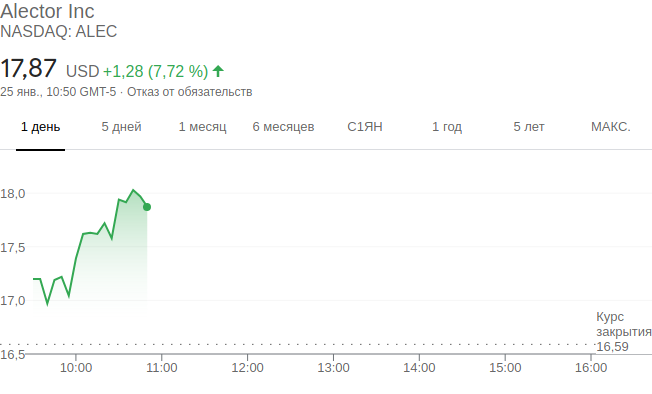 Alector Inc
NASDAQ: ALEC
17,87 USD +1,28 (7,72 %)
25 янв., 10:50 GMT-5 · Отказ от обязательств
1 день 5 дней 1 месяц 6 месяцев С1ЯН 1 год 5 лет МАКС.
18,0
17,5
17,0
Курс
закрытия
16,59
16,5
10:00 11:00 12:00 13:00 14:00 15:00 16:00